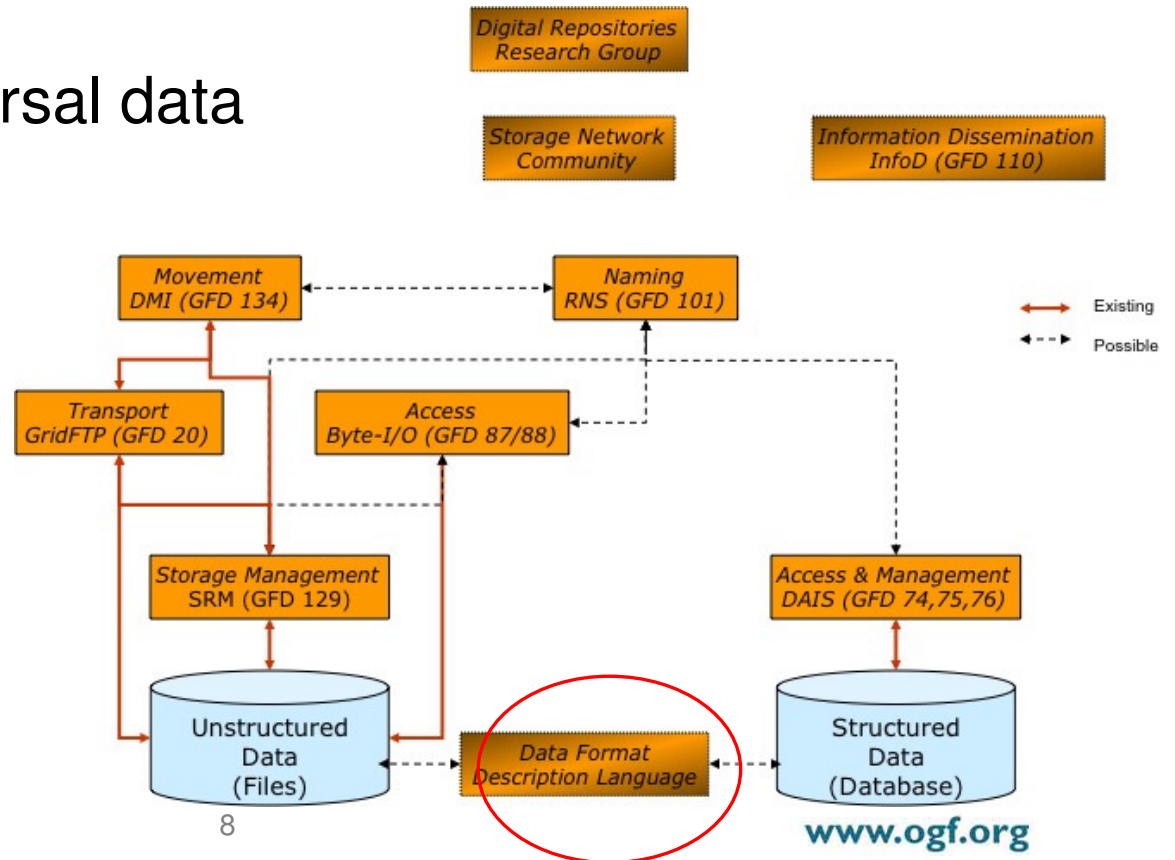 Digital Repositories
Research Group
rsal data
Storage Network
Community
Information Dissemination
InfoD (GFD 110)
Movement
DMI (GFD 134)
Naming
RNS (GFD 101)
Existing
Possible
Transport
GridFTP (GFD 20)
Access
Byte-I/O (GFD 87/88)
Storage Management
SRM (GFD 129)
Access & Management
DAIS (GFD 74,75,76)
Unstructured
Data
(Files)
Data Format
Description Language
Structured
Data
(Database)
8
www.ogf.org